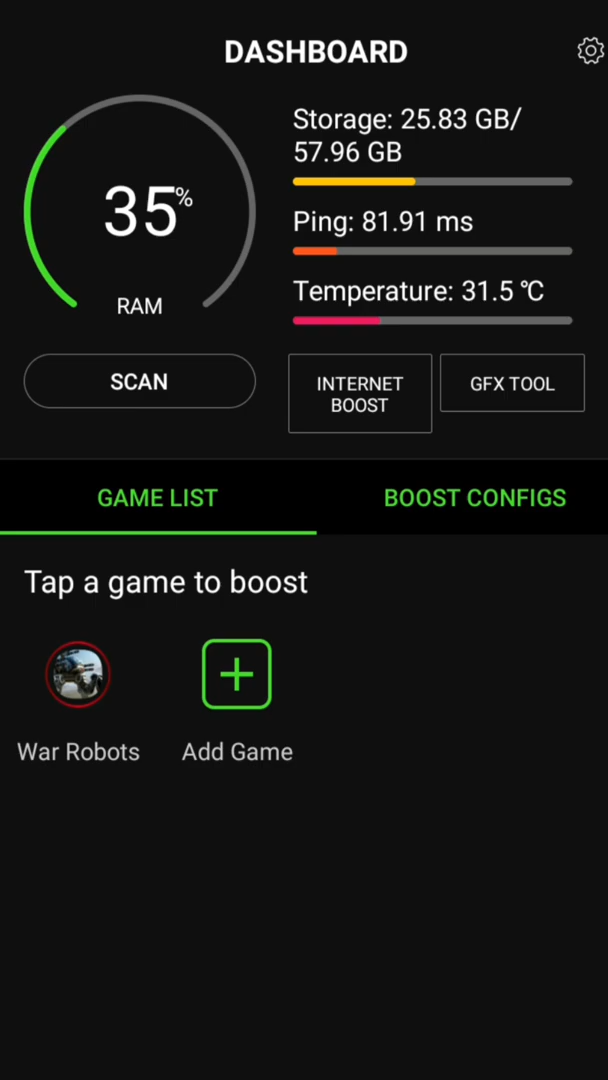 DASHBOARD
35%
RAM
Storage: 25.83 GB/
57.96 GB
Ping: 81.91 ms
Temperature: 31.5 ℃
SCAN
INTERNET
BOOST
GFX TOOL
GAME LIST
BOOST CONFIGS
Tap a game to boost
War Robots
Add Game